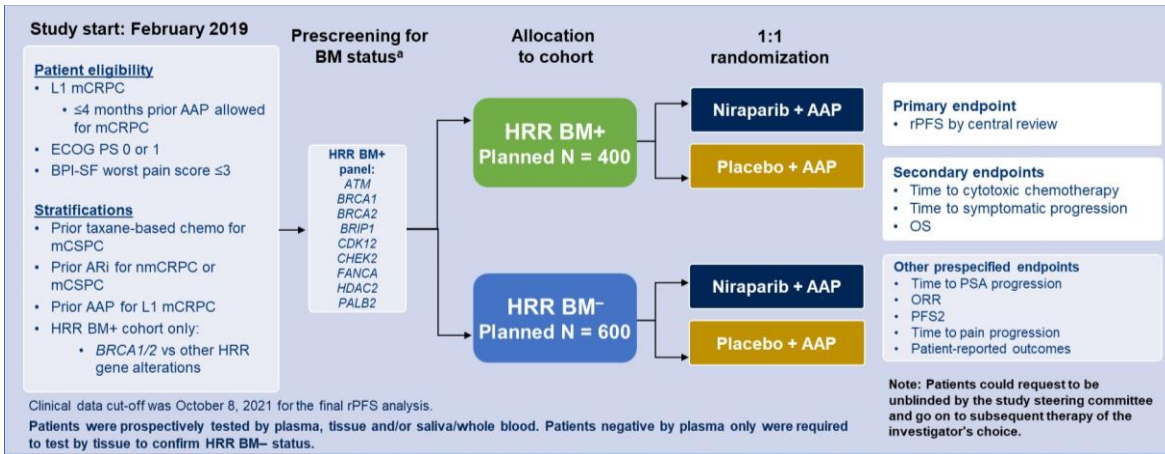 Study start: February 2019
Patient eligibility
• L1 mCRPC
• ≤4 months prior AAP allowed
for mCRPC
• ECOG PS 0 or 1
• BPI-SF worst pain score ≤3
Stratifications
• Prior taxane-based chemo for
mCSPC
• Prior ARi for nmCRPC or
mCSPC
• Prior AAP for L1 mCRPC
• HRR BM+ cohort only:
• BRCA1/2 vs other HRR
gene alterations
Prescreening for
BM statusᵃ
HRR BM+
panel:
ATM
BRCA1
BRCA2
BRIP1
CDK12
CHEK2
FANCA
HDAC2
PALB2
Allocation
to cohort
HRR BM+
Planned N = 400
HRR BM−
Planned N = 600
1:1
randomization
Niraparib + AAP
Placebo + AAP
Niraparib + AAP
Placebo + AAP
Primary endpoint
• rPFS by central review
Secondary endpoints
• Time to cytotoxic chemotherapy
• Time to symptomatic progression
• OS
Other prespecified endpoints
• Time to PSA progression
• ORR
• PFS2
• Time to pain progression
• Patient-reported outcomes
Note: Patients could request to be
unblinded by the study steering committee
and go on to subsequent therapy of the
investigator's choice.
Clinical data cut-off was October 8, 2021 for the final rPFS analysis.
Patients were prospectively tested by plasma, tissue and/or saliva/whole blood. Patients negative by plasma only were required
to test by tissue to confirm HRR BM− status.